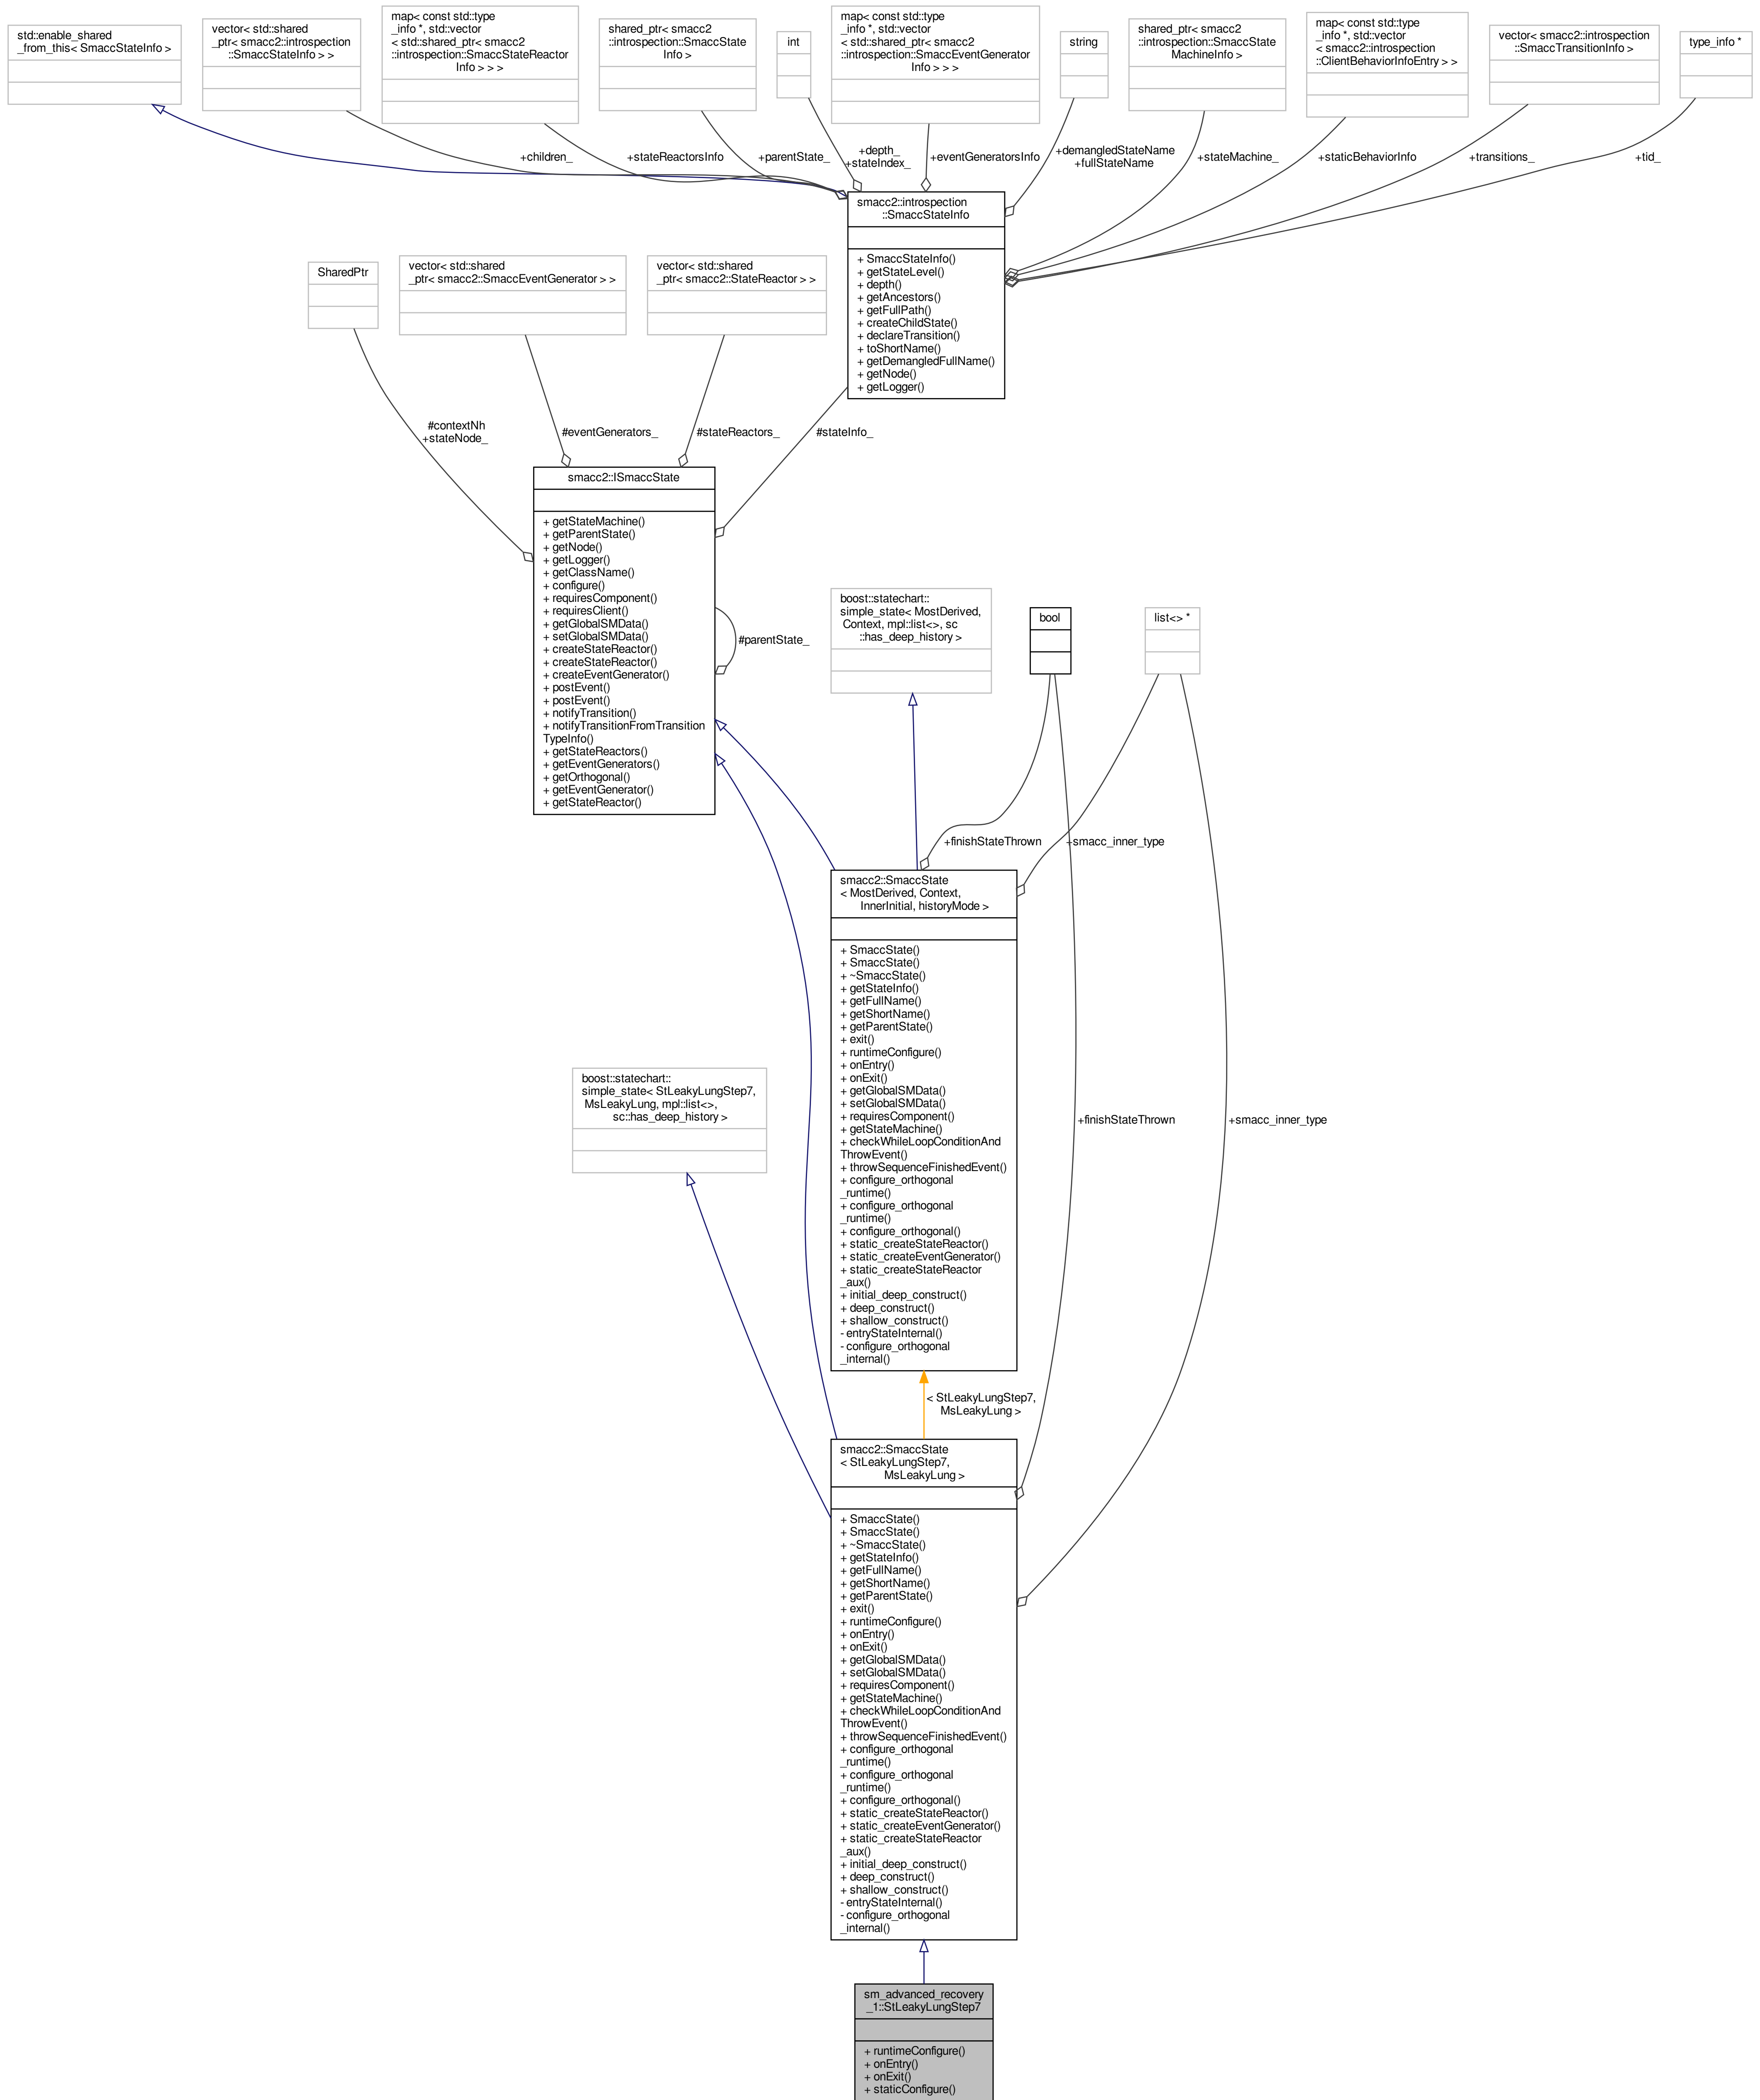 std::enable_shared
_from_this< SmaccStateInfo >
vector< std::shared
_ptr< smacc2::introspection
::SmaccStateInfo > >
map< const std::type
_info *, std::vector
< std::shared_ptr< smacc2
::introspection::SmaccStateReactor
Info > > >
shared_ptr< smacc2
::introspection::SmaccState
Info >
int
map< const std::type
_info *, std::vector
< std::shared_ptr< smacc2
::introspection::SmaccEventGenerator
Info > > >
string
shared_ptr< smacc2
::introspection::SmaccState
MachineInfo >
map< const std::type
_info *, std::vector
< smacc2::introspection
::ClientBehaviorInfoEntry > >
vector< smacc2::introspection
::SmaccTransitionInfo >
type_info *
+children_
+stateReactorsInfo
+parentState_
+depth_
+stateIndex_
+eventGeneratorsInfo
+demangledStateName
+fullStateName
+stateMachine_
+staticBehaviorInfo
+transitions_
+tid_
smacc2::introspection
::SmaccStateInfo
+ SmaccStateInfo()
+ getStateLevel()
+ depth()
+ getAncestors()
+ getFullPath()
+ createChildState()
+ declareTransition()
+ toShortName()
+ getDemangledFullName()
+ getNode()
+ getLogger()
SharedPtr
vector< std::shared
_ptr< smacc2::SmaccEventGenerator > >
vector< std::shared
_ptr< smacc2::StateReactor > >
#contextNh
+stateNode_
#eventGenerators_
#stateReactors_
#stateInfo_
smacc2::ISmaccState
+ getStateMachine()
+ getParentState()
+ getNode()
+ getLogger()
+ getClassName()
+ configure()
+ requiresComponent()
+ requiresClient()
+ getGlobalSMData()
+ setGlobalSMData()
+ createStateReactor()
+ createStateReactor()
+ createEventGenerator()
+ postEvent()
+ postEvent()
+ notifyTransition()
+ notifyTransitionFromTransition
TypeInfo()
+ getStateReactors()
+ getEventGenerators()
+ getOrthogonal()
+ getEventGenerator()
+ getStateReactor()
#parentState_
boost::statechart::
simple_state< MostDerived,
Context, mpl::list<>, sc
::has_deep_history >
bool
list<> *
+finishStateThrown
+smacc_inner_type
smacc2::SmaccState
< MostDerived, Context,
InnerInitial, historyMode >
+ SmaccState()
+ SmaccState()
+ ~SmaccState()
+ getStateInfo()
+ getFullName()
+ getShortName()
+ getParentState()
+ exit()
+ runtimeConfigure()
+ onEntry()
+ onExit()
+ getGlobalSMData()
+ setGlobalSMData()
+ requiresComponent()
+ getStateMachine()
+ checkWhileLoopConditionAnd
ThrowEvent()
+ throwSequenceFinishedEvent()
+ configure_orthogonal
_runtime()
+ configure_orthogonal
_runtime()
+ configure_orthogonal()
+ static_createStateReactor()
+ static_createEventGenerator()
+ static_createStateReactor
_aux()
+ initial_deep_construct()
+ deep_construct()
+ shallow_construct()
- entryStateInternal()
- configure_orthogonal
_internal()
boost::statechart::
simple_state< StLeakyLungStep7,
MsLeakyLung, mpl::list<>,
sc::has_deep_history >
+finishStateThrown
+smacc_inner_type
< StLeakyLungStep7,
MsLeakyLung >
smacc2::SmaccState
< StLeakyLungStep7,
MsLeakyLung >
+ SmaccState()
+ SmaccState()
+ ~SmaccState()
+ getStateInfo()
+ getFullName()
+ getShortName()
+ getParentState()
+ exit()
+ runtimeConfigure()
+ onEntry()
+ onExit()
+ getGlobalSMData()
+ setGlobalSMData()
+ requiresComponent()
+ getStateMachine()
+ checkWhileLoopConditionAnd
ThrowEvent()
+ throwSequenceFinishedEvent()
+ configure_orthogonal
_runtime()
+ configure_orthogonal
_runtime()
+ configure_orthogonal()
+ static_createStateReactor()
+ static_createEventGenerator()
+ static_createStateReactor
_aux()
+ initial_deep_construct()
+ deep_construct()
+ shallow_construct()
- entryStateInternal()
- configure_orthogonal
_internal()
sm_advanced_recovery
_1::StLeakyLungStep7
+ runtimeConfigure()
+ onEntry()
+ onExit()
+ staticConfigure()